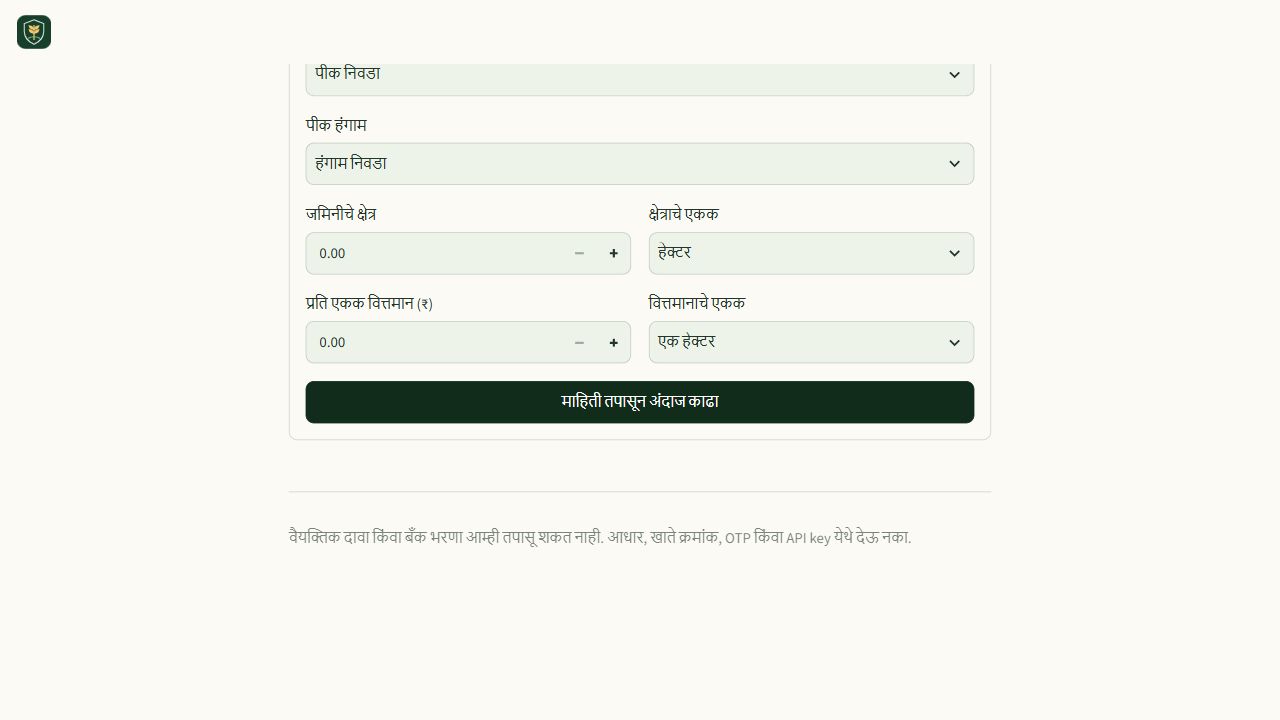 पीक निवडा
पीक हंगाम
हंगाम निवडा
जमिनीचे क्षेत्र
क्षेत्राचे एकक
0.00
हेक्टर
प्रति एकक वित्तमान (₹)
वित्तमानाचे एकक
0.00
एक हेक्टर
माहिती तपासून अंदाज काढा
वैयक्तिक दावा किंवा बँक भरणा आम्ही तपासू शकत नाही. आधार, खाते क्रमांक, OTP किंवा API key येथे देऊ नका.